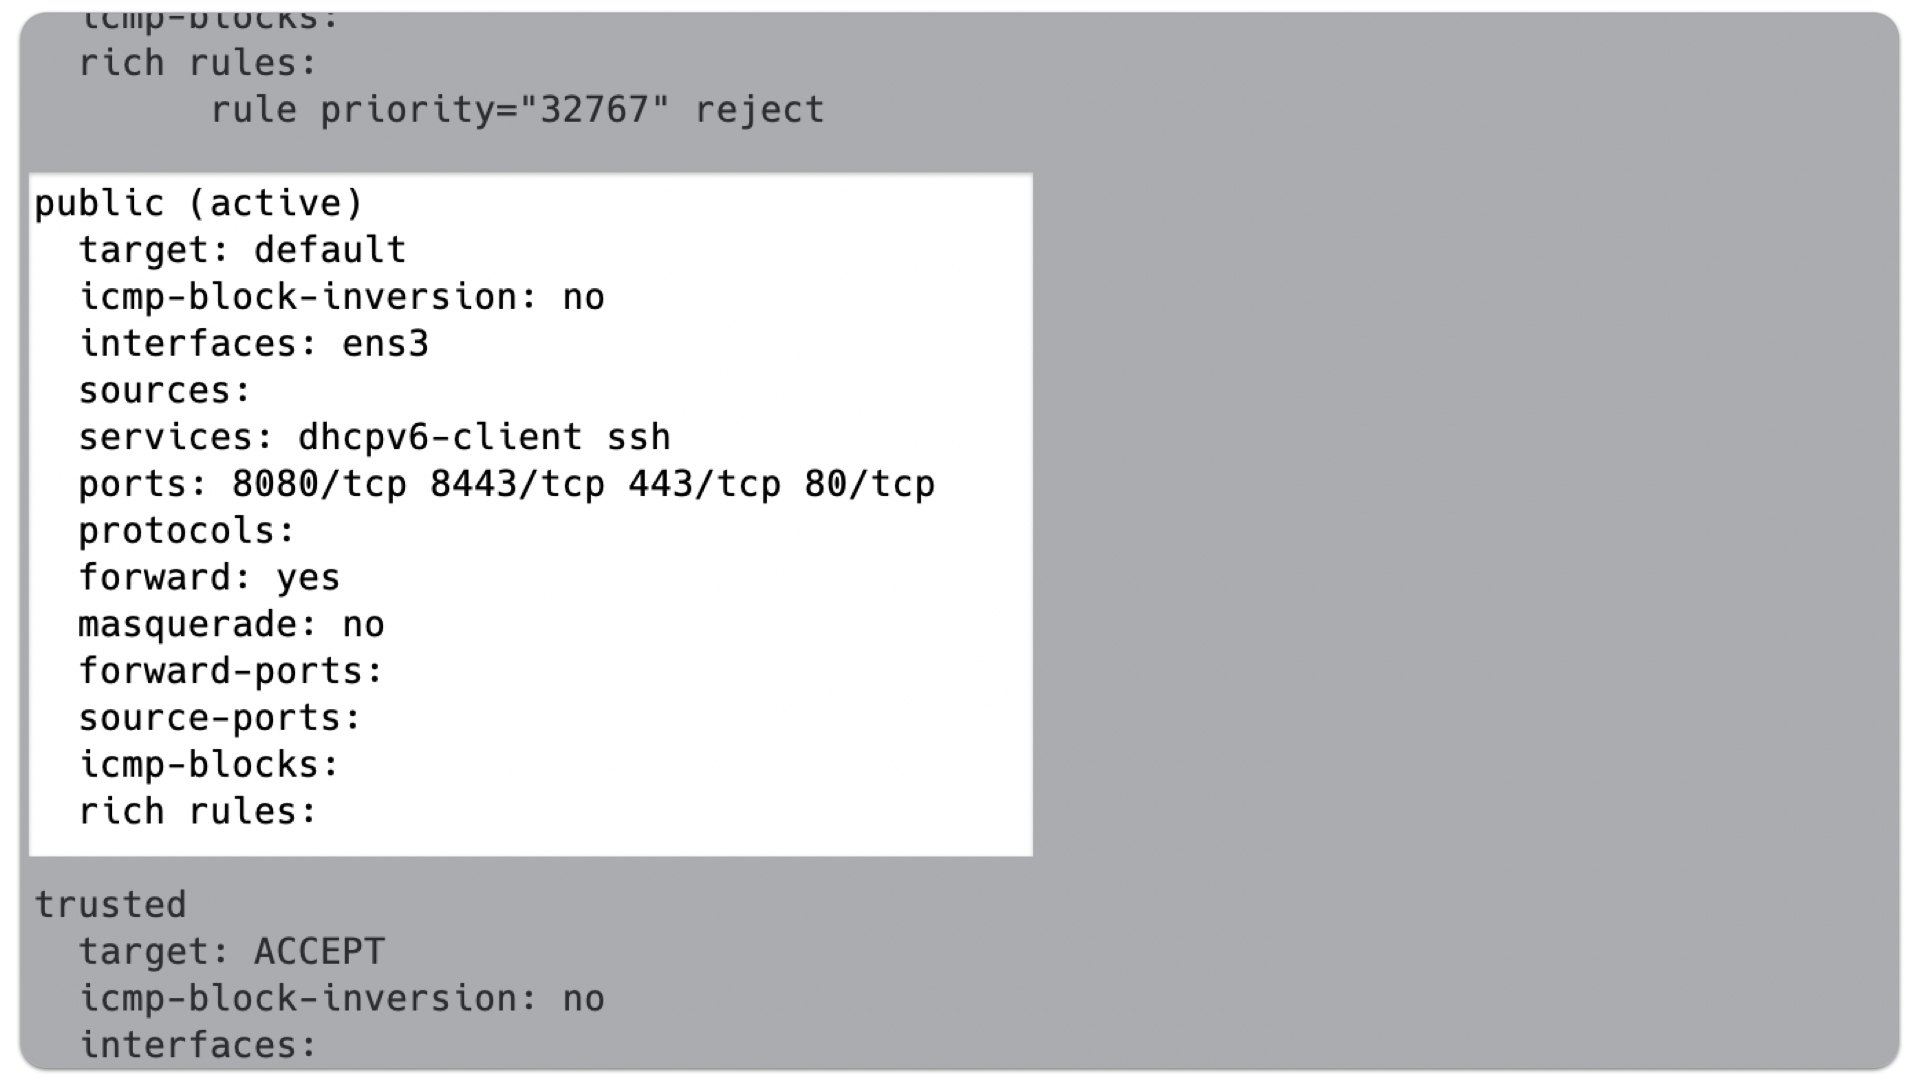 icmp-blocks:
rich rules:
rule priority="32767" reject
public (active)
target: default
icmp-block-inversion: no
interfaces: ens3
sources:
services: dhcpv6-client ssh
ports: 8080/tcp 8443/tcp 443/tcp 80/tcp
protocols:
forward: yes
masquerade: no
forward-ports:
source-ports:
icmp-blocks:
rich rules:
trusted
target: ACCEPT
icmp-block-inversion: no
interfaces: